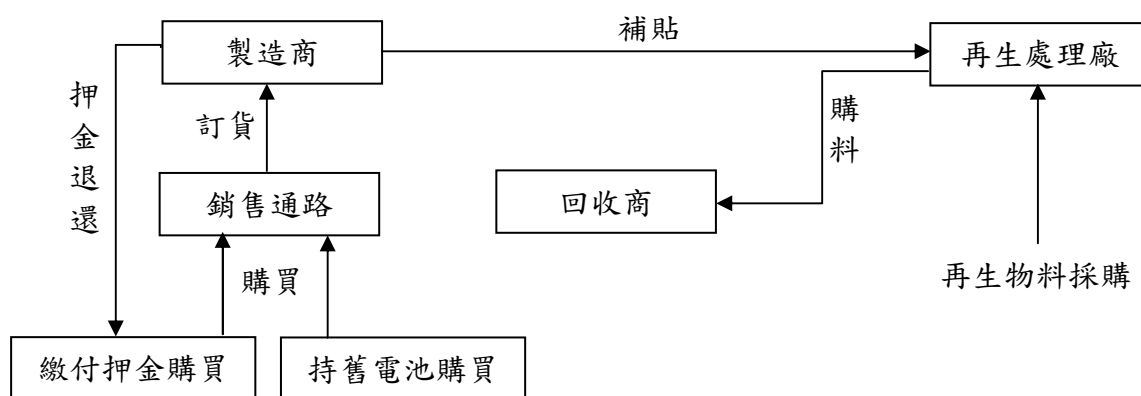 製造商
補貼
再生處理廠
押金退還
訂貨
購料
銷售通路
回收商
購買
再生物料採購
繳付押金購買
持舊電池購買